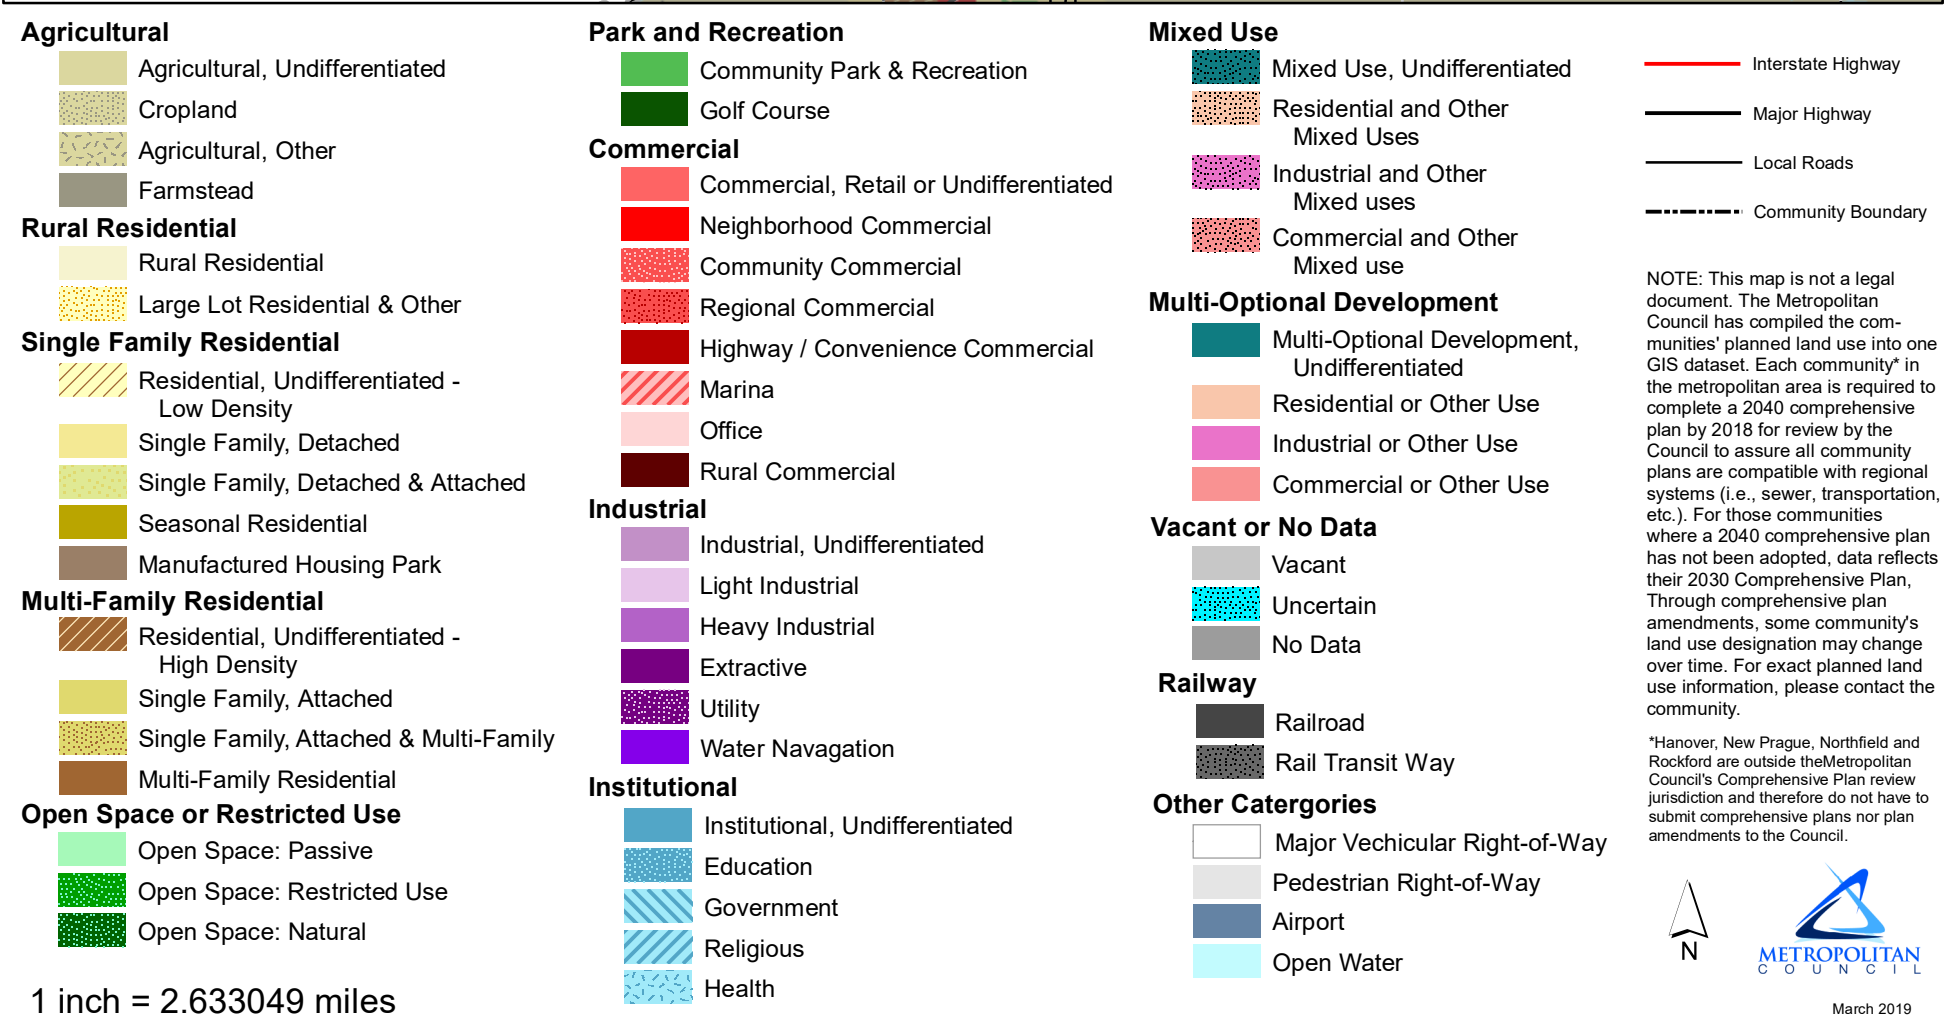 Agricultural
Agricultural, Undifferentiated
Cropland
Agricultural, Other
Farmstead
Rural Residential
Rural Residential
Large Lot Residential & Other
Single Family Residential
Residential, Undifferentiated -
Low Density
Single Family, Detached
Single Family, Detached & Attached
Seasonal Residential
Manufactured Housing Park
Multi-Family Residential
Residential, Undifferentiated -
High Density
Single Family, Attached
Single Family, Attached & Multi-Family
Multi-Family Residential
Open Space or Restricted Use
Open Space: Passive
Open Space: Restricted Use
Open Space: Natural
1 inch = 2.633049 miles
Park and Recreation
Community Park & Recreation
Golf Course
Commercial
Commercial, Retail or Undifferentiated
Neighborhood Commercial
Community Commercial
Regional Commercial
Highway / Convenience Commercial
Marina
Office
Rural Commercial
Industrial
Industrial, Undifferentiated
Light Industrial
Heavy Industrial
Extractive
Utility
Water Navagation
Institutional
Institutional, Undifferentiated
Education
Government
Religious
Health
Mixed Use
Mixed Use, Undifferentiated
Residential and Other
Mixed Uses
Industrial and Other
Mixed uses
Commercial and Other
Mixed use
Multi-Optional Development
Multi-Optional Development,
Undifferentiated
Residential or Other Use
Industrial or Other Use
Commercial or Other Use
Vacant or No Data
Vacant
Uncertain
No Data
Railway
Railroad
Rail Transit Way
Other Catergories
Major Vechicular Right-of-Way
Pedestrian Right-of-Way
Airport
Open Water
Interstate Highway
Major Highway
Local Roads
Community Boundary
NOTE: This map is not a legal
document. The Metropolitan
Council has compiled the com-
munities' planned land use into one
GIS dataset. Each community* in
the metropolitan area is required to
complete a 2040 comprehensive
plan by 2018 for review by the
Council to assure all community
plans are compatible with regional
systems (i.e., sewer, transportation,
etc.). For those communities
where a 2040 comprehensive plan
has not been adopted, data reflects
their 2030 Comprehensive Plan,
Through comprehensive plan
amendments, some community's
land use designation may change
over time. For exact planned land
use information, please contact the
community.
*Hanover, New Prague, Northfield and
Rockford are outside theMetropolitan
Council's Comprehensive Plan review
jurisdiction and therefore do not have to
submit comprehensive plans nor plan
amendments to the Council.
N
METROPOLITAN
COUNCIL
March 2019